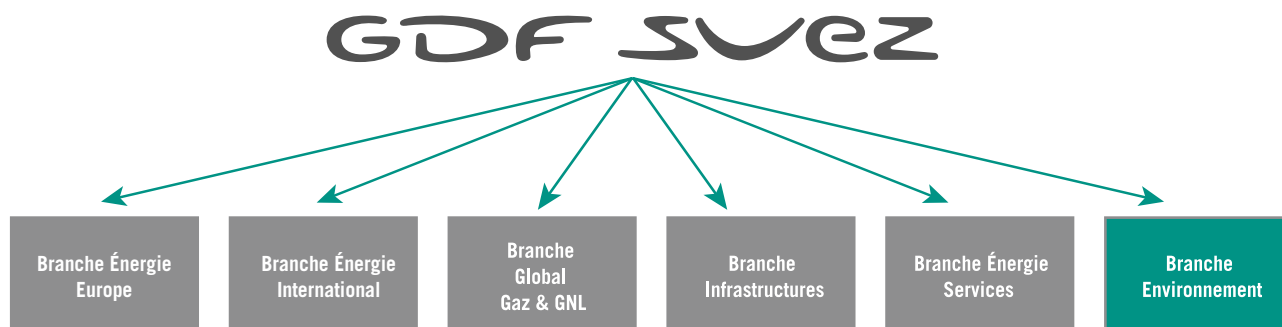 GDF SUEZ
Branche Énergie
Europe
Branche Énergie
International
Branche
Global
Gaz & GNL
Branche
Infrastructures
Branche Énergie
Services
Branche
Environnement